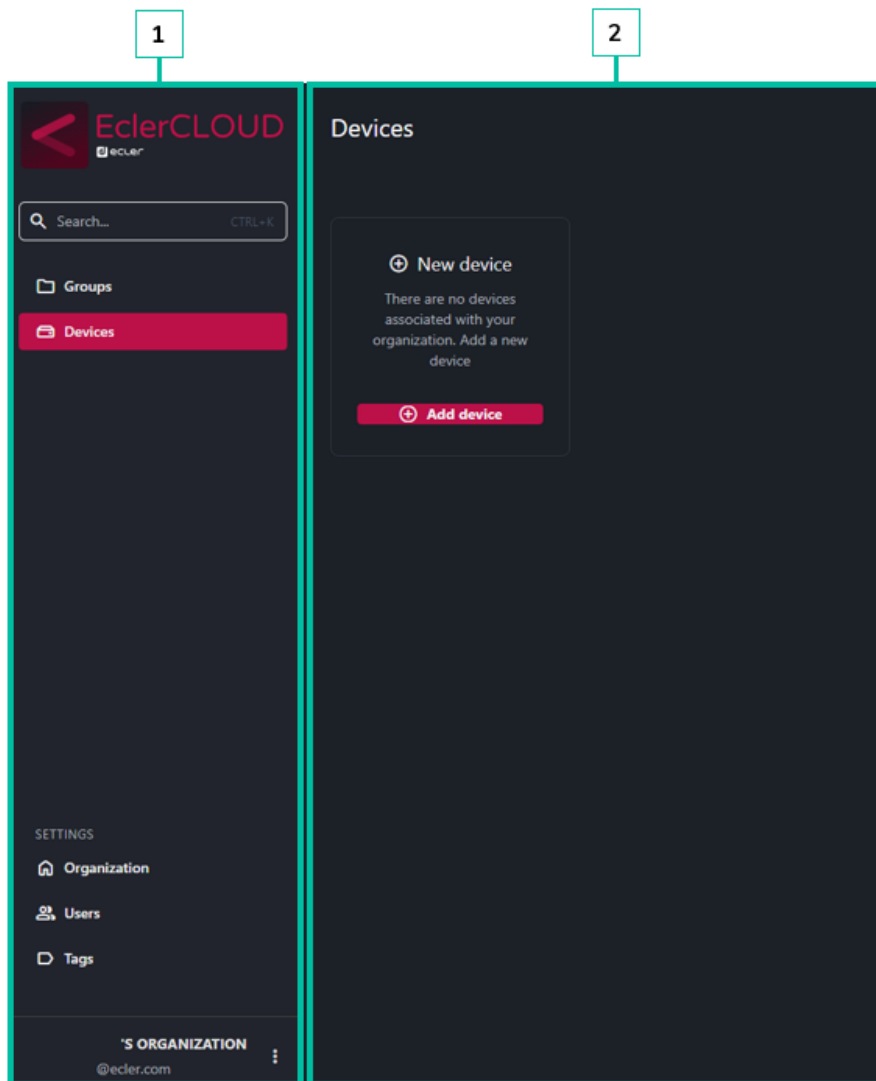 1
2
EclerCLOUD
ecler
Search...
CTRL+K
Groups
Devices
SETTINGS
Organization
Users
Tags
'S ORGANIZATION
@ecler.com
Devices
New device
There are no devices
associated with your
organization. Add a new
device
Add device